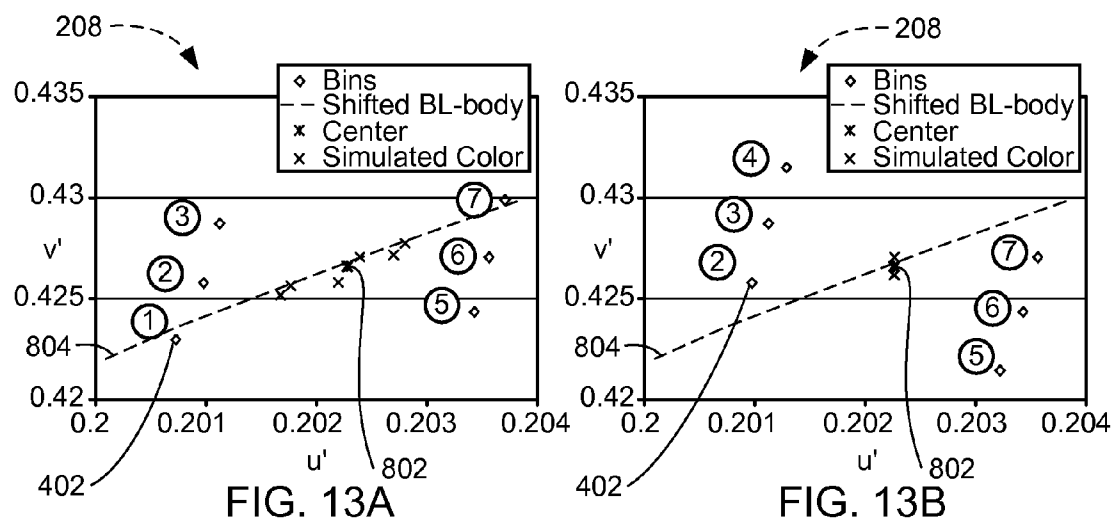 208
Bins
Shifted BL-body
Center
Simulated Color
0.435
0.43
0.425
0.42
v'
7
3
6
2
5
1
804
0.2 0.201 0.202 0.203 0.204
u'
802
402
FIG. 13A
208
Bins
Shifted BL-body
Center
Simulated Color
0.435
0.43
0.425
0.42
v'
4
3
2
7
6
5
804
0.2 0.201 0.202 0.203 0.204
u'
802
402
FIG. 13B